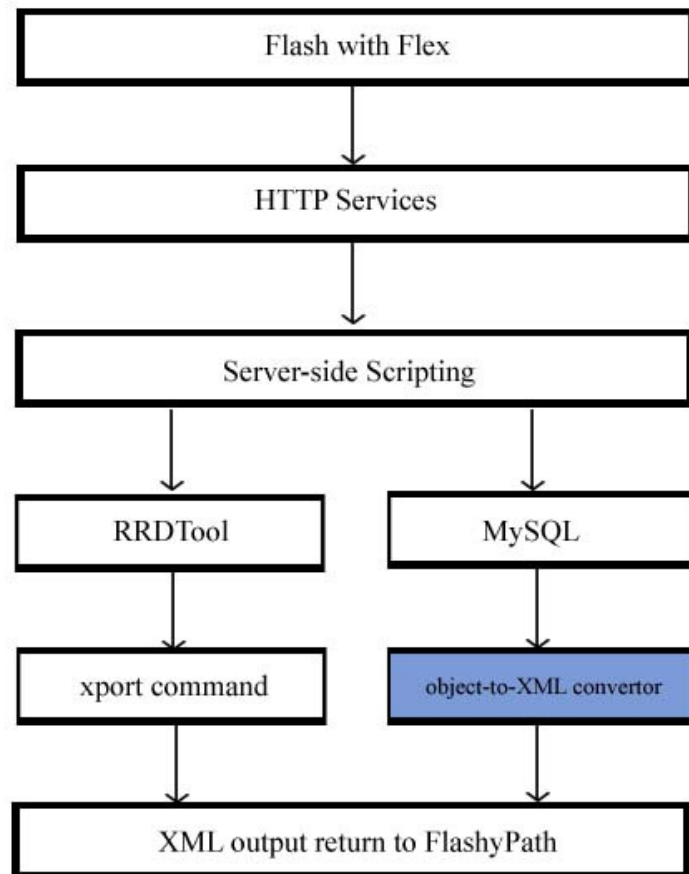 Flash with Flex
HTTP Services
Server-side Scripting
RRDTool
MySQL
xport command
object-to-XML convertor
XML output return to FlashyPath